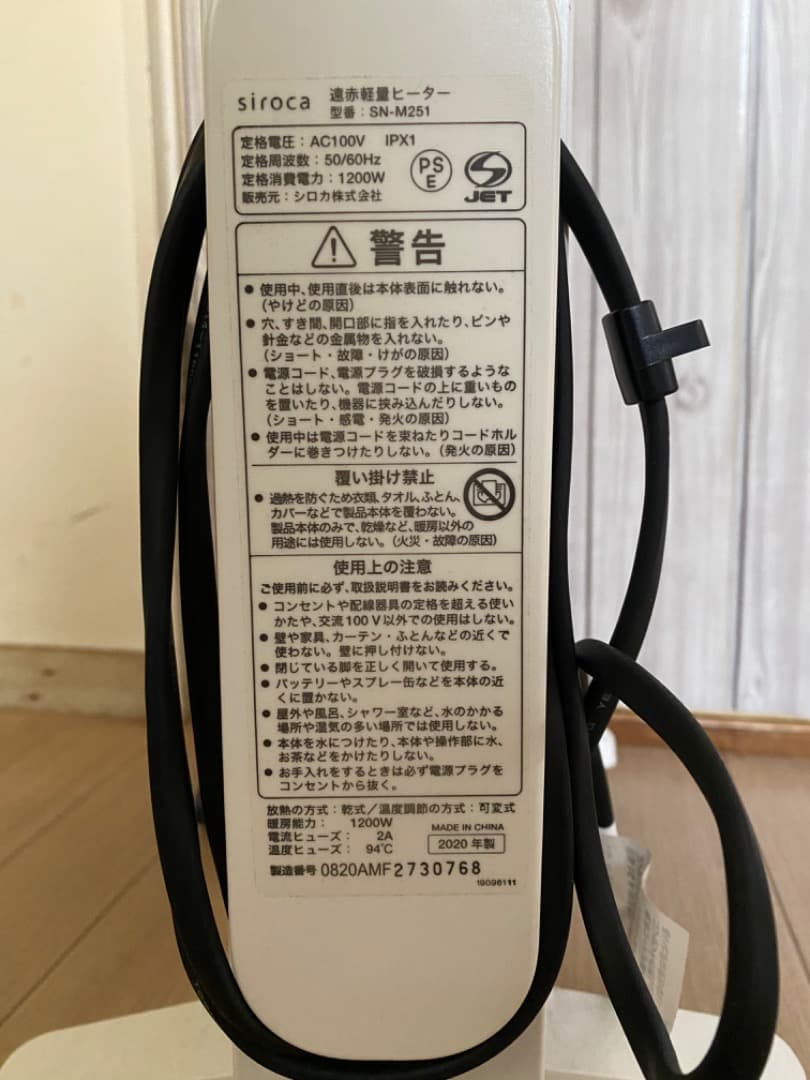 siroca 遠赤軽量ヒーター
型番：SN-M251
定格電圧：AC100V IPX1
定格周波数：50/60Hz
定格消費電力：1200W
販売元：シロカ株式会社
PS
E
S
JET
警告
● 使用中、使用直後は本体表面に触れない。
（やけどの原因）
● 穴、すき間、開口部に指を入れたり、ピンや
針金などの金属物を入れない。
（ショート・故障・けがの原因）
● 電源コード、電源プラグを破損するような
ことはしない。電源コードの上に重いもの
を置いたり、機器に挟み込んだりしない。
（ショート・感電・発火の原因）
● 使用中は電源コードを束ねたりコードホル
ダーに巻きつけたりしない。（発火の原因）
覆い掛け禁止
● 過熱を防ぐため衣類、タオル、ふとん、
カバーなどで製品本体を覆わない。
製品本体のみで、乾燥など、暖房以外の
用途には使用しない。（火災・故障の原因）
使用上の注意
ご使用前に必ず、取扱説明書をお読みください。
● コンセントや配線器具の定格を超える使い
かたや、交流100V以外での使用はしない。
● 壁や家具、カーテン・ふとんなどの近くで
使わない。壁に押し付けない。
● 閉じている脚を正しく開いて使用する。
● バッテリーやスプレー缶などを本体の近
くに置かない。
● 屋外や風呂、シャワー室など、水のかかる
場所や湿気の多い場所では使用しない。
● 本体を水につけたり、本体や操作部に水、
お茶などをかけたりしない。
● お手入れをするときは必ず電源プラグを
コンセントから抜く。
放熱の方式：乾式／温度調節の方式：可変式
暖房能力： 1200W
電流ヒューズ： 2A
温度ヒューズ： 94℃
MADE IN CHINA
2020 年製
製造番号 0820AMF2730768
19096111